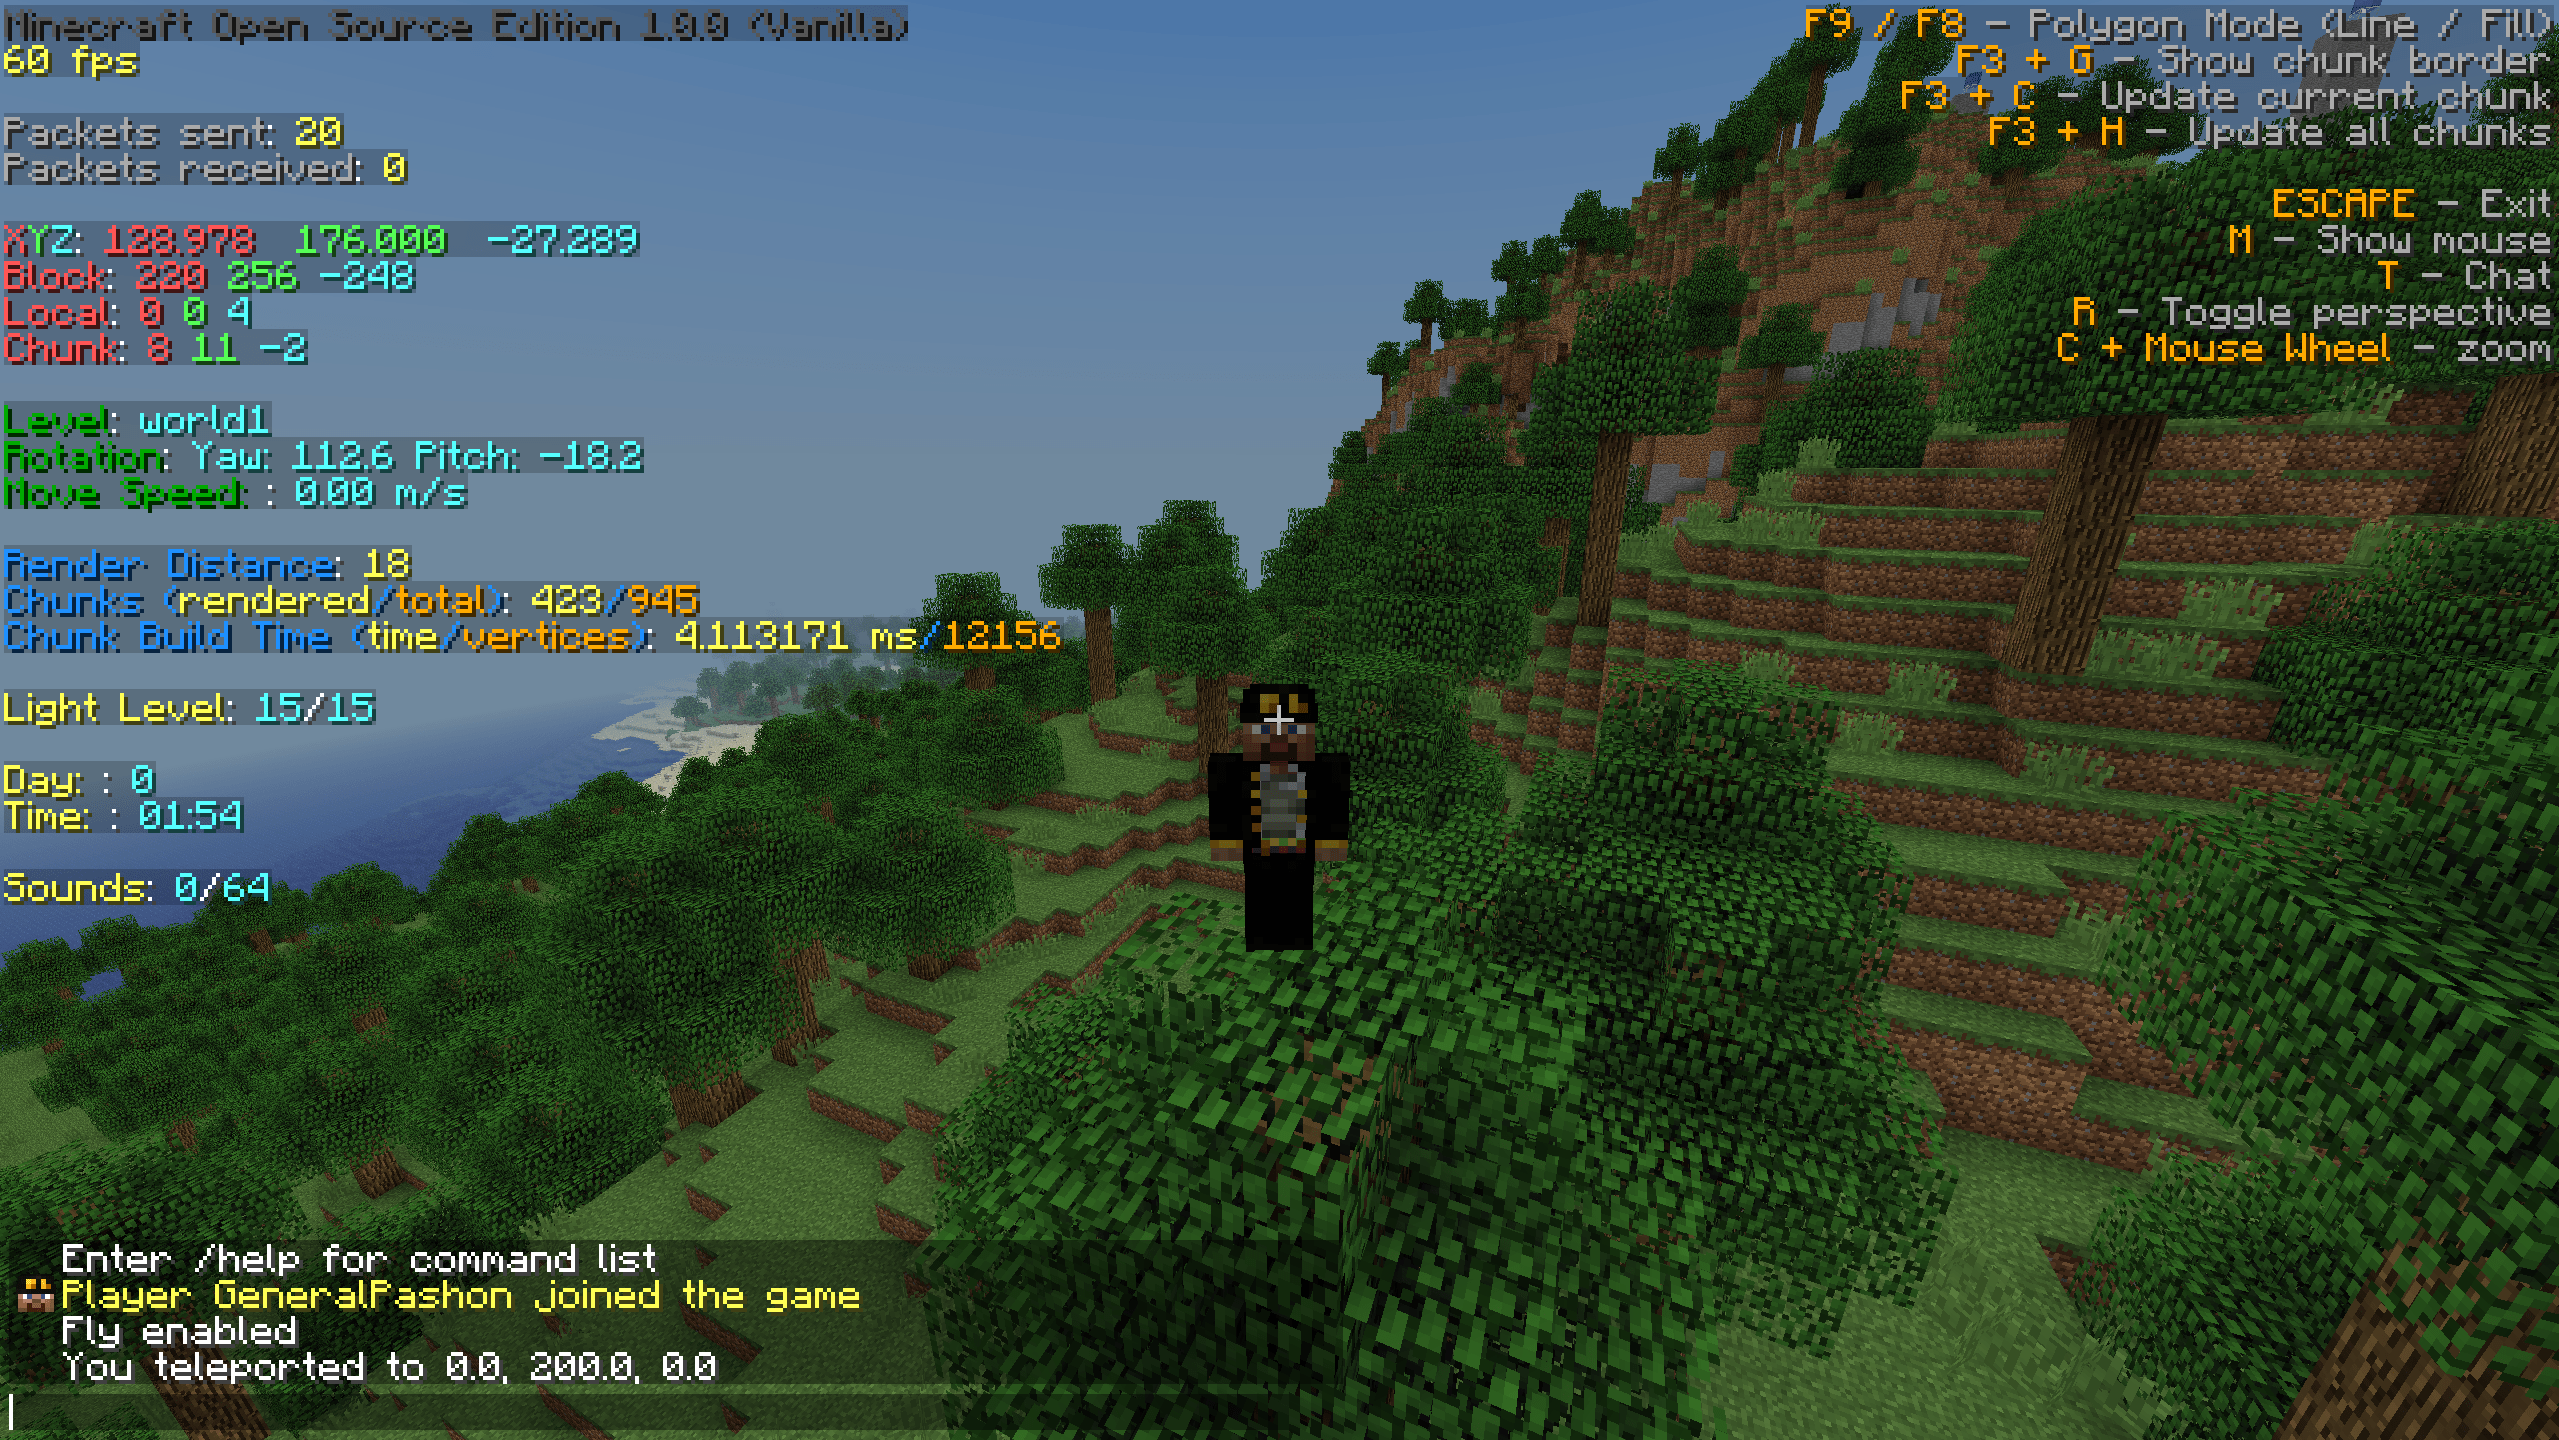 Minecraft Open Source Edition 1.0.0 (Vanilla)
60 fps
Packets sent: 20
Packets received: 0
XYZ: 128.978 176.000 -27.289
Block: 220 256 -248
Local: 0 0 4
Chunk: 8 11 -2
Level: world1
Rotation: Yaw: 112.6 Pitch: -18.2
Move Speed: : 0.00 m/s
Render Distance: 18
Chunks (rendered/total): 423/945
Chunk Build Time (time/vertices): 4.113171 ms/12156
Light Level: 15/15
Day: : 0
Time: : 01:54
Sounds: 0/64
F9 / F8 - Polygon Mode (Line / Fill)
F3 + G - Show chunk border
F3 + C - Update current chunk
F3 + H - Update all chunks
ESCAPE - Exit
M - Show mouse
T - Chat
R - Toggle perspective
C + Mouse Wheel - zoom
Enter /help for command list
Player GeneralPashon joined the game
Fly enabled
You teleported to 0.0, 200.0, 0.0